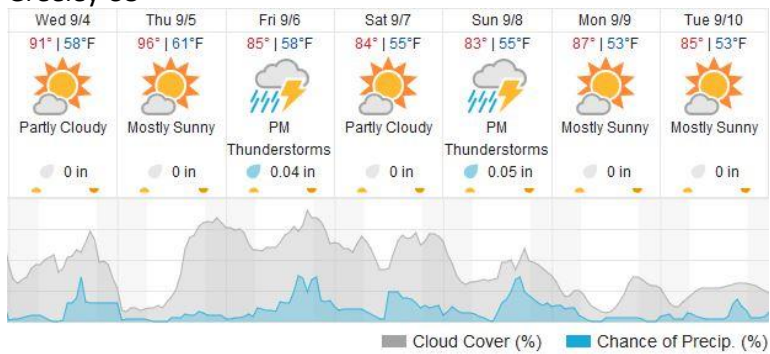 Wed 9/4 Thu 9/5 Fri 9/6 Sat 9/7 Sun 9/8 Mon 9/9 Tue 9/10
91° | 58°F 96° | 61°F 85° | 58°F 84° | 55°F 83° | 55°F 87° | 53°F 85° | 53°F
Partly Cloudy Mostly Sunny PM Thunderstorms Partly Cloudy PM Thunderstorms Mostly Sunny Mostly Sunny
0 in 0 in 0.04 in 0 in 0.05 in 0 in 0 in
Cloud Cover (%) Chance of Precip. (%)